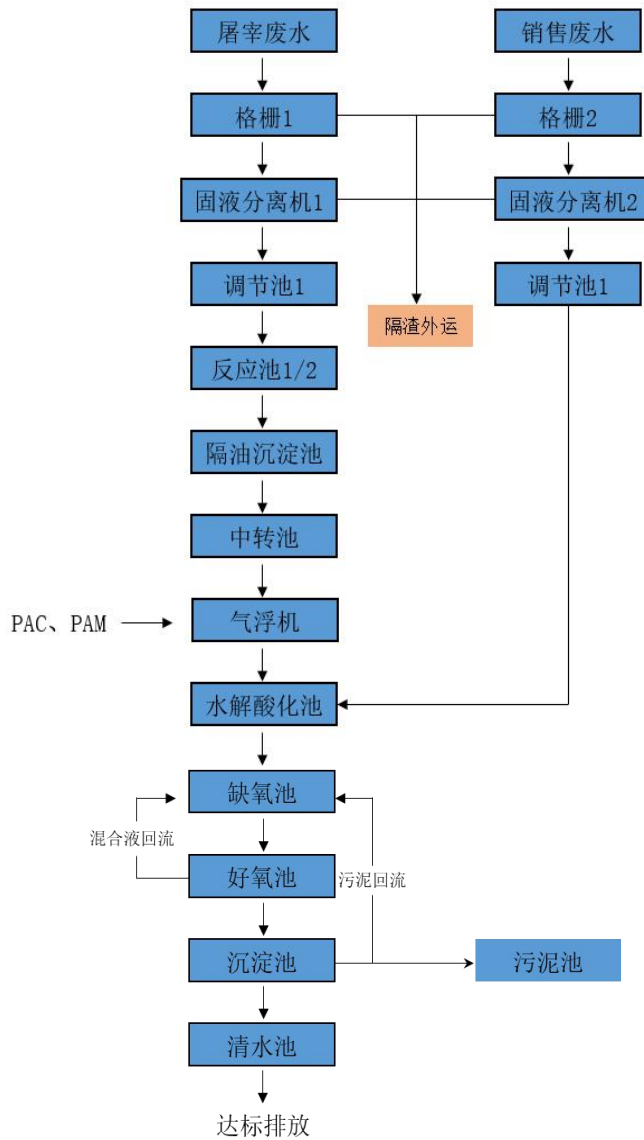 屠宰废水
销售废水
格栅1
格栅2
固液分离机1
固液分离机2
调节池1
调节池1
隔渣外运
反应池1/2
隔油沉淀池
中转池
PAC、PAM
气浮机
水解酸化池
缺氧池
混合液回流
好氧池
污泥回流
沉淀池
污泥池
清水池
达标排放